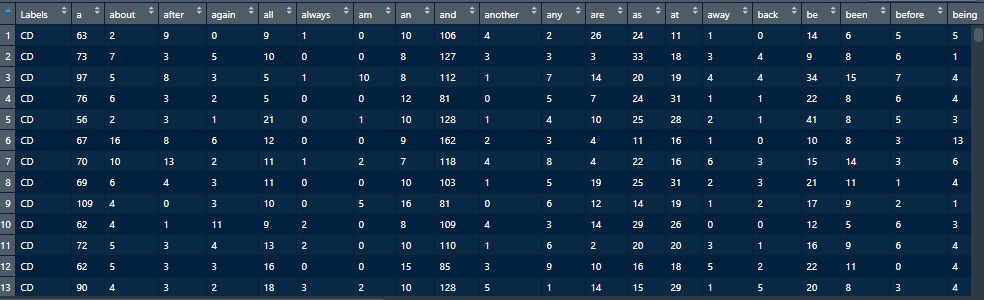 Labels a about after again all always am an and another any are as at away back be been before being
1 CD 63 2 9 0 9 1 0 10 106 4 2 26 24 11 1 0 14 6 5 5
2 CD 73 7 3 5 10 0 0 8 127 3 3 3 33 18 3 4 9 8 6 1
3 CD 97 5 8 3 5 1 10 8 112 1 7 14 20 19 4 4 34 15 7 4
4 CD 76 6 3 2 5 0 0 12 81 0 5 7 24 31 1 1 22 8 6 4
5 CD 56 2 3 1 21 0 1 10 128 1 4 10 25 28 2 1 41 8 5 3
6 CD 67 16 8 6 12 0 0 9 162 2 3 4 11 16 1 0 10 8 3 13
7 CD 70 10 13 2 11 1 2 7 118 4 8 4 22 16 6 3 15 14 3 6
8 CD 69 6 4 3 11 0 0 10 103 1 5 19 25 31 2 3 21 11 1 4
9 CD 109 4 0 3 10 0 5 16 81 0 6 12 14 19 1 2 17 9 2 1
10 CD 62 4 1 11 9 2 0 8 109 4 3 14 29 26 0 0 12 5 6 3
11 CD 72 5 3 4 13 2 0 10 110 1 6 2 20 20 3 1 16 9 6 4
12 CD 62 5 3 3 16 0 0 15 85 3 9 10 16 18 5 2 22 11 0 4
13 CD 90 4 3 2 18 3 2 10 128 5 1 14 15 29 1 5 20 8 3 4